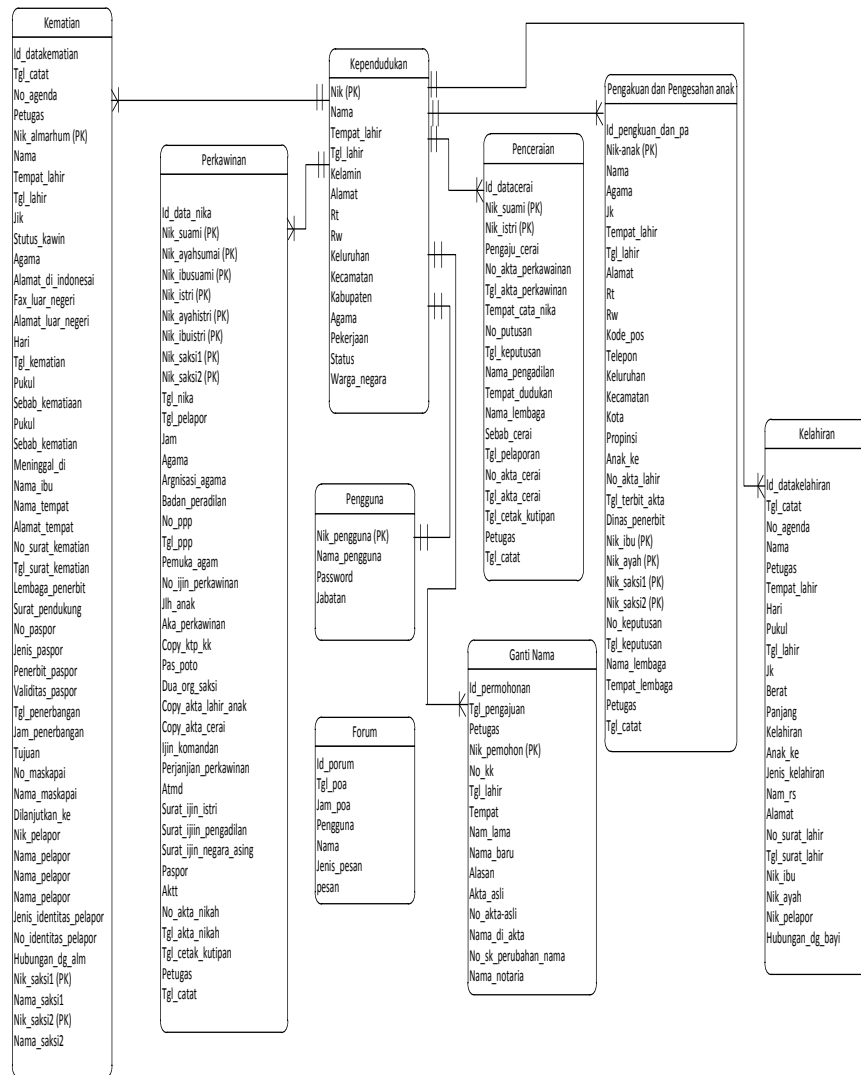 Kematian
Id_datakematian
Tgl_catat
No_agenda
Petugas
Nik_almarhum (PK)
Nama
Tempat_lahir
Tgl_lahir
Jik
Stutus_kawin
Agama
Alamat_di_indonesai
Fax_luar_negeri
Alamat_luar_negeri
Hari
Tgl_kematian
Pukul
Sebab_kematiaan
Pukul
Sebab_kematian
Meninggal_di
Nama_ibu
Nama_tempat
Alamat_tempat
No_surat_kematian
Tgl_surat_kematian
Lembaga_penerbit
Surat_pendukung
No_paspor
Jenis_paspor
Penerbit_paspor
Validitas_paspor
Tgl_penerbangan
Jam_penerbangan
Tujuan
No_maskapai
Nama_maskapai
Dilanjutkan_ke
Nik_pelapor
Nama_pelapor
Nama_pelapor
Nama_pelapor
Jenis_identitas_pelapor
No_identitas_pelapor
Hubungan_dg_alm
Nik_saksi1 (PK)
Nama_saksi1
Nik_saksi2 (PK)
Nama_saksi2
Perkawinan
Id_data_nika
Nik_suami (PK)
Nik_ayahsumai (PK)
Nik_ibusuami (PK)
Nik_istri (PK)
Nik_ayahistri (PK)
Nik_ibuistri (PK)
Nik_saksi1 (PK)
Nik_saksi2 (PK)
Tgl_nika
Tgl_pelapor
Jam
Agama
Argnisasi_agama
Badan_peradilan
No_ppp
Tgl_ppp
Pemuka_agam
No_ijin_perkawinan
Jlh_anak
Aka_perkawinan
Copy_ktp_kk
Pas_poto
Dua_org_saksi
Copy_akta_lahir_anak
Copy_akta_cerai
Ijin_komandan
Perjanjian_perkawinan
Atmd
Surat_ijin_istri
Surat_ijiin_pengadilan
Surat_ijin_negara_asing
Paspor
Aktt
No_akta_nikah
Tgl_akta_nikah
Tgl_cetak_kutipan
Petugas
Tgl_catat
Kependudukan
Nik (PK)
Nama
Tempat_lahir
Tgl_lahir
Kelamin
Alamat
Rt
Rw
Keluruhan
Kecamatan
Kabupaten
Agama
Pekerjaan
Status
Warga_negara
Pengguna
Nik_pengguna (PK)
Nama_pengguna
Password
Jabatan
Forum
Id_porum
Tgl_poa
Jam_poa
Pengguna
Nama
Jenis_pesan
pesan
Penceraian
Id_datacerai
Nik_suami (PK)
Nik_istri (PK)
Pengaju_cerai
No_akta_perkawainan
Tgl_akta_perkawinan
Tempat_cata_nika
No_putusan
Tgl_keputusan
Nama_pengadilan
Tempat_dudukan
Nama_lembaga
Sebab_cerai
Tgl_pelaporan
No_akta_cerai
Tgl_akta_cerai
Tgl_cetak_kutipan
Petugas
Tgl_catat
Ganti Nama
Id_permohonan
Tgl_pengajuan
Petugas
Nik_pemohon (PK)
No_kk
Tgl_lahir
Tempat
Nam_lama
Nama_baru
Alasan
Akta_asli
No_akta-asli
Nama_di_akta
No_sk_perubahan_nama
Nama_notaria
Pengakuan dan Pengesahan anak
Id_pengkuan_dan_pa
Nik-anak (PK)
Nama
Agama
Jk
Tempat_lahir
Tgl_lahir
Alamat
Rt
Rw
Kode_pos
Telepon
Keluruhan
Kecamatan
Kota
Propinsi
Anak_ke
No_akta_lahir
Tgl_terbit_akta
Dinas_penerbit
Nik_ibu (PK)
Nik_ayah (PK)
Nik_saksi1 (PK)
Nik_saksi2 (PK)
No_keputusan
Tgl_keputusan
Nama_lembaga
Tempat_lembaga
Petugas
Tgl_catat
Kelahiran
Id_datakelahiran
Tgl_catat
No_agenda
Nama
Petugas
Tempat_lahir
Hari
Pukul
Tgl_lahir
Jk
Berat
Panjang
Kelahiran
Anak_ke
Jenis_kelahiran
Nam_rs
Alamat
No_surat_lahir
Tgl_surat_lahir
Nik_ibu
Nik_ayah
Nik_pelapor
Hubungan_dg_bayi